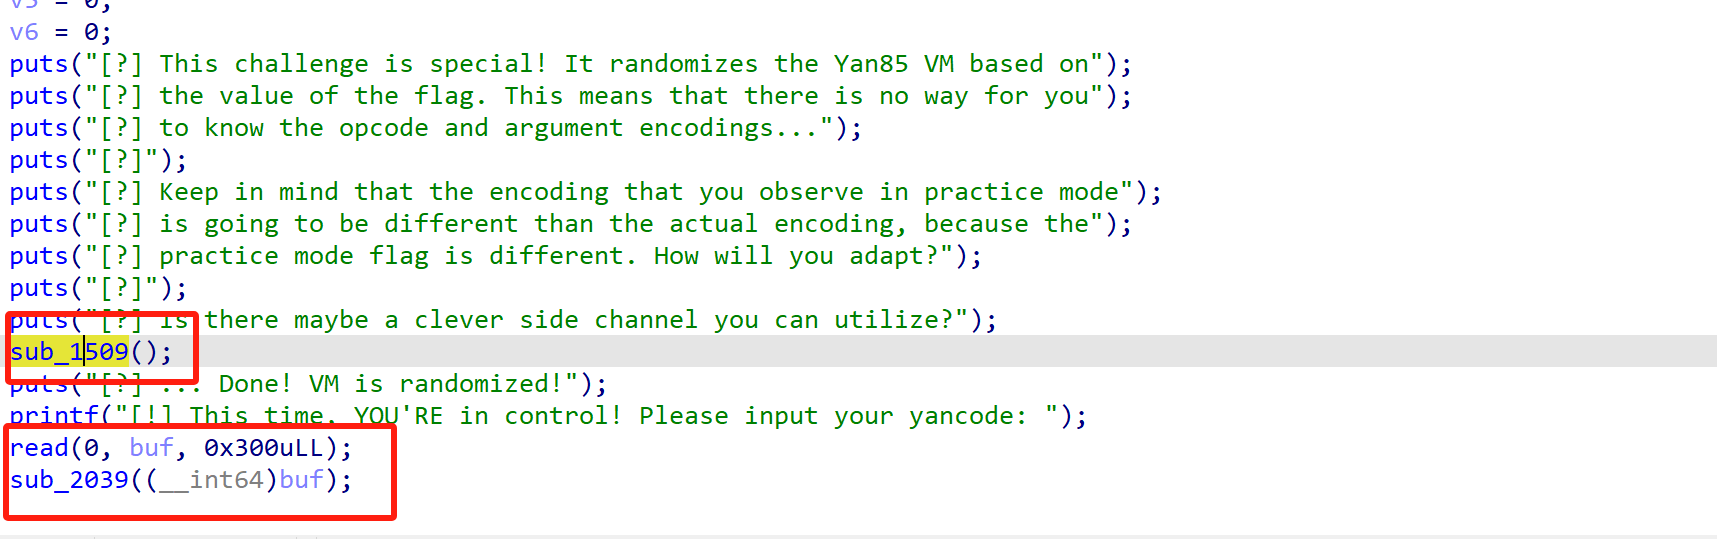 v5 = 0;
v6 = 0;
puts("[?] This challenge is special! It randomizes the Yan85 VM based on");
puts("[?] the value of the flag. This means that there is no way for you");
puts("[?] to know the opcode and argument encodings...");
puts("[?]");
puts("[?] Keep in mind that the encoding that you observe in practice mode");
puts("[?] is going to be different than the actual encoding, because the");
puts("[?] practice mode flag is different. How will you adapt?");
puts("[?]");
puts("[?] Is there maybe a clever side channel you can utilize?");
sub_1509();
puts("[?] ... Done! VM is randomized!");
printf("[!] This time, YOU'RE in control! Please input your yancode: ");
read(0, buf, 0x300uLL);
sub_2039((__int64)buf);